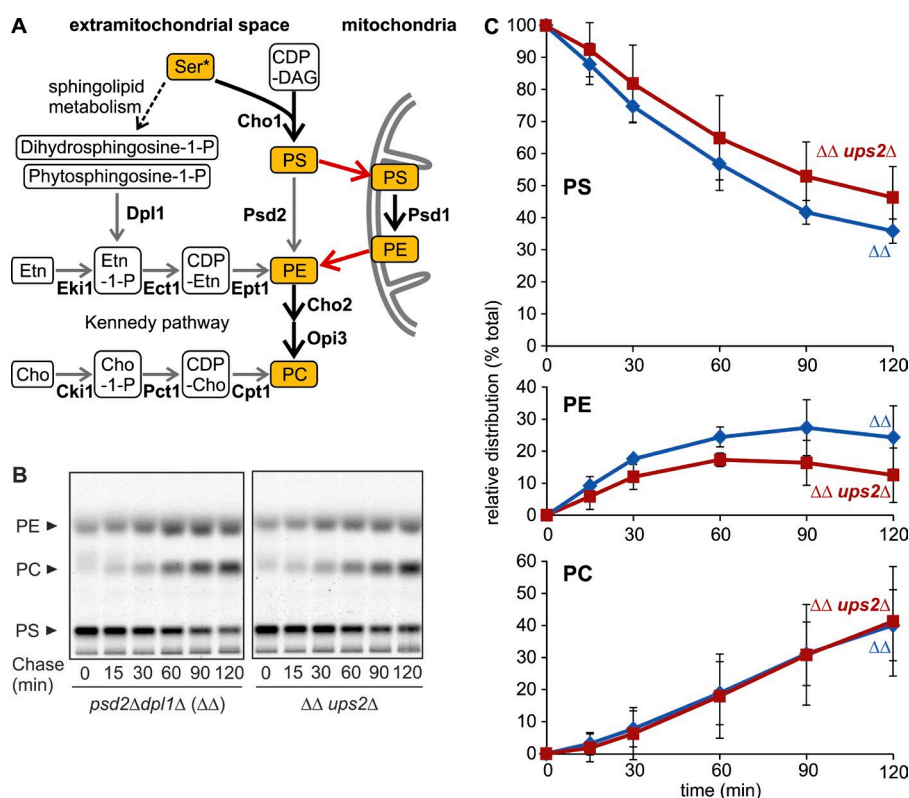 A
extramitochondrial space
mitochondria
Ser*
CDP
-DAG
sphingolipid
metabolism
Cho1
Dihydrosphingosine-1-P
Phytosphingosine-1-P
PS
PS
Dpl1
Psd2
Psd1
PE
Etn
Etn
-1-P
CDP
-Etn
PE
Eki1
Ect1
Ept1
Cho2
Kennedy pathway
Opi3
Cho
Cho
-1-P
CDP
-Cho
PC
Cki1
Pct1
Cpt1
B
PE
PC
PS
Chase
(min)
0 15 30 60 90 120
0 15 30 60 90 120
psd2Δdpl1Δ (ΔΔ)
ΔΔ ups2Δ
C
relative distribution (% total)
100
90
80
70
60
50
40
30
20
10
0
PS
ΔΔ ups2Δ
ΔΔ
0 30 60 90 120
40
30
20
10
0
PE
ΔΔ
ΔΔ ups2Δ
0 30 60 90 120
60
50
40
30
20
10
0
PC
ΔΔ ups2Δ
ΔΔ
0 30 60 90 120
time (min)